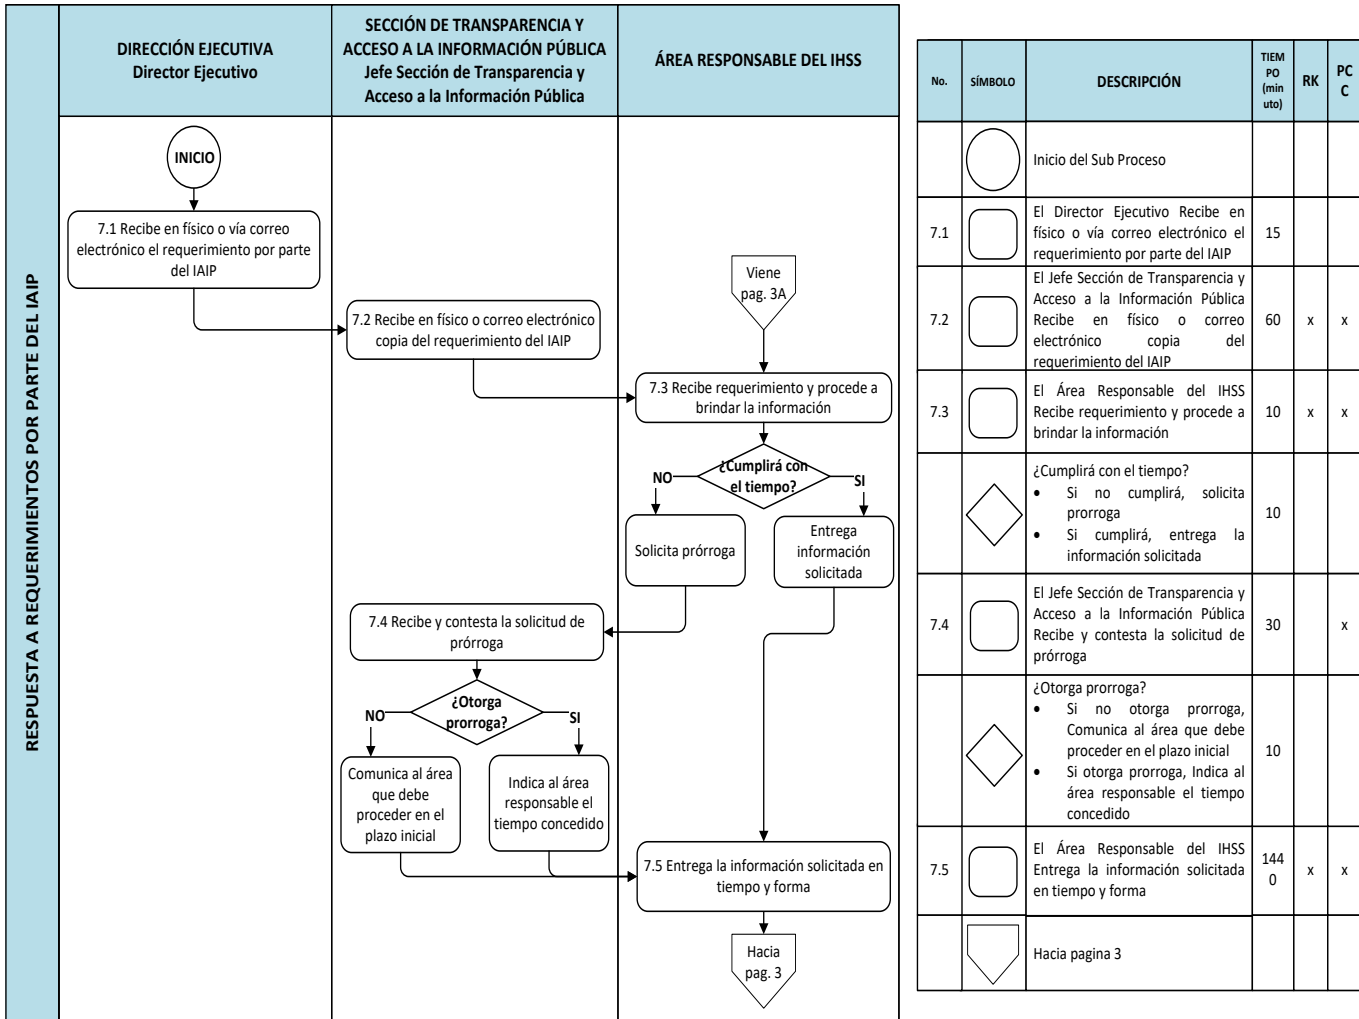 RESPUESTA A REQUERIMIENTOS POR PARTE DEL IAIP
DIRECCIÓN EJECUTIVA
Director Ejecutivo
SECCIÓN DE TRANSPARENCIA Y
ACCESO A LA INFORMACIÓN PÚBLICA
Jefe Sección de Transparencia y
Acceso a la Información Pública
ÁREA RESPONSABLE DEL IHSS
INICIO
7.1 Recibe en físico o vía correo
electrónico el requerimiento por parte
del IAIP
Viene
pag. 3A
7.2 Recibe en físico o correo electrónico
copia del requerimiento del IAIP
7.3 Recibe requerimiento y procede a
brindar la información
¿Cumplirá con
el tiempo?
NO
SI
Solicita prórroga
Entrega
información
solicitada
7.4 Recibe y contesta la solicitud de
prórroga
¿Otorga
prorroga?
NO
SI
Comunica al área
que debe
proceder en el
plazo inicial
Indica al área
responsable el
tiempo concedido
7.5 Entrega la información solicitada en
tiempo y forma
Hacia
pag. 3
No.
SÍMBOLO
DESCRIPCIÓN
TIEM
PO
(min
uto)
RK
PC
C
Inicio del Sub Proceso
7.1
El Director Ejecutivo Recibe en
físico o vía correo electrónico el
requerimiento por parte del IAIP
15
7.2
El Jefe Sección de Transparencia y
Acceso a la Información Pública
Recibe en físico o correo
electrónico copia del
requerimiento del IAIP
60
x
x
7.3
El Área Responsable del IHSS
Recibe requerimiento y procede a
brindar la información
10
x
x
¿Cumplirá con el tiempo?
• Si no cumplirá, solicita
prorroga
• Si cumplirá, entrega la
información solicitada
10
7.4
El Jefe Sección de Transparencia y
Acceso a la Información Pública
Recibe y contesta la solicitud de
prórroga
30
x
¿Otorga prorroga?
• Si no otorga prorroga,
Comunica al área que debe
proceder en el plazo inicial
• Si otorga prorroga, Indica al
área responsable el tiempo
concedido
10
7.5
El Área Responsable del IHSS
Entrega la información solicitada
en tiempo y forma
144
0
x
x
Hacia pagina 3